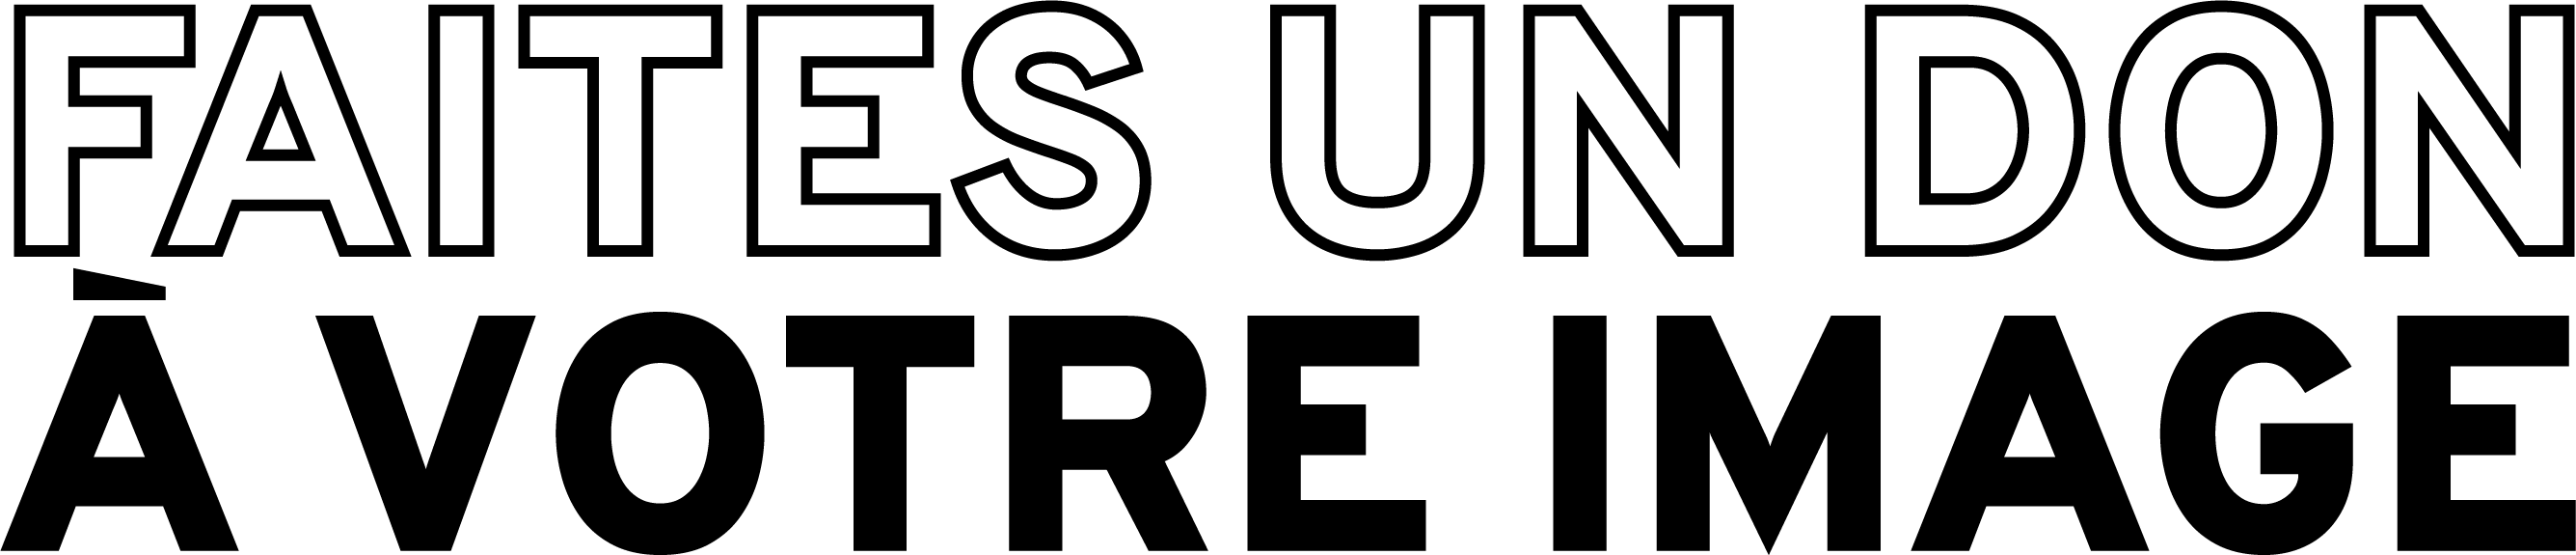 FAITES UN DON
À VOTRE IMAGE